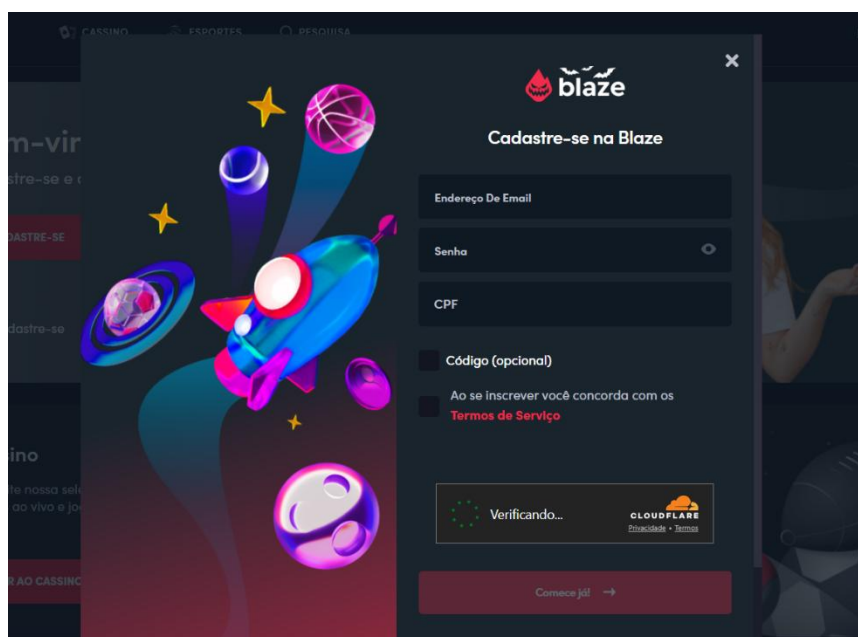 CASSINO
ESPORTES
PESQUISA
blaze
Cadastre-se na Blaze
Endereço De Email
Senha
CPF
Código (opcional)
Ao se inscrever você concorda com os
Termos de Serviço
Verificando...
CLOUDFLARE
Privacidade • Termos
Comece já!
m-vir
stre-se e
DASTRE-SE
dastre-se
sino
nossa sel
ao vivo e jo
R AO CASSINO